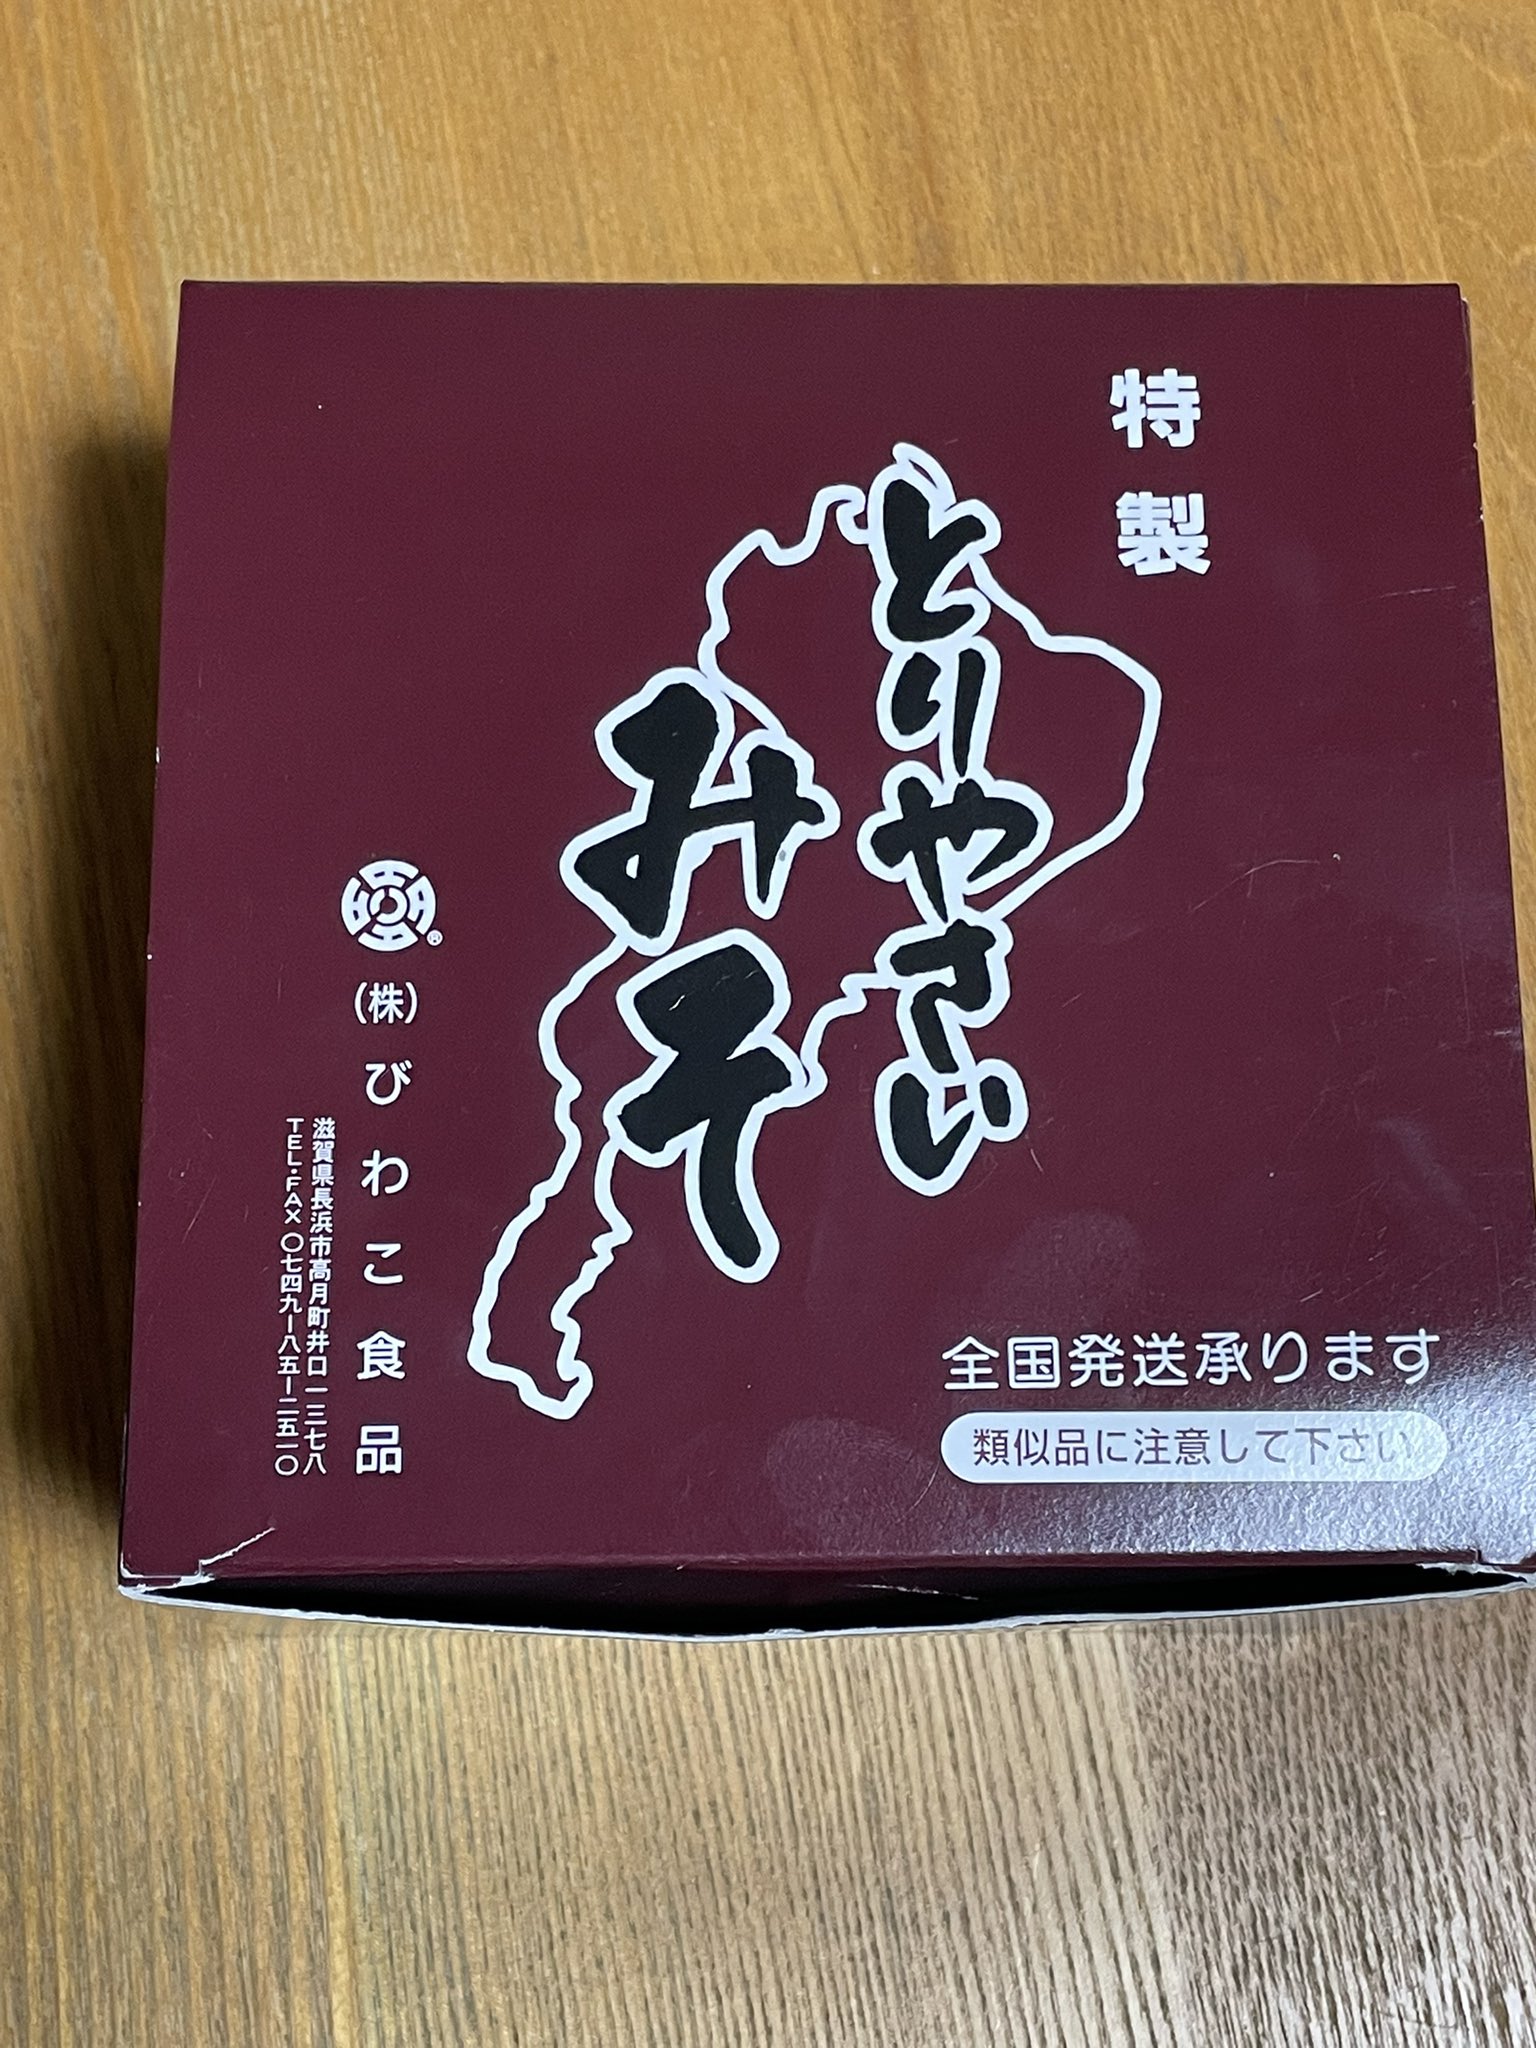 特製
とりやさい
みそ
(株)びわこ食品
滋賀県長浜市高月町井口一三七八
TEL・FAX〇七四九ー八五ー二五一〇
全国発送承ります
類似品に注意して下さい